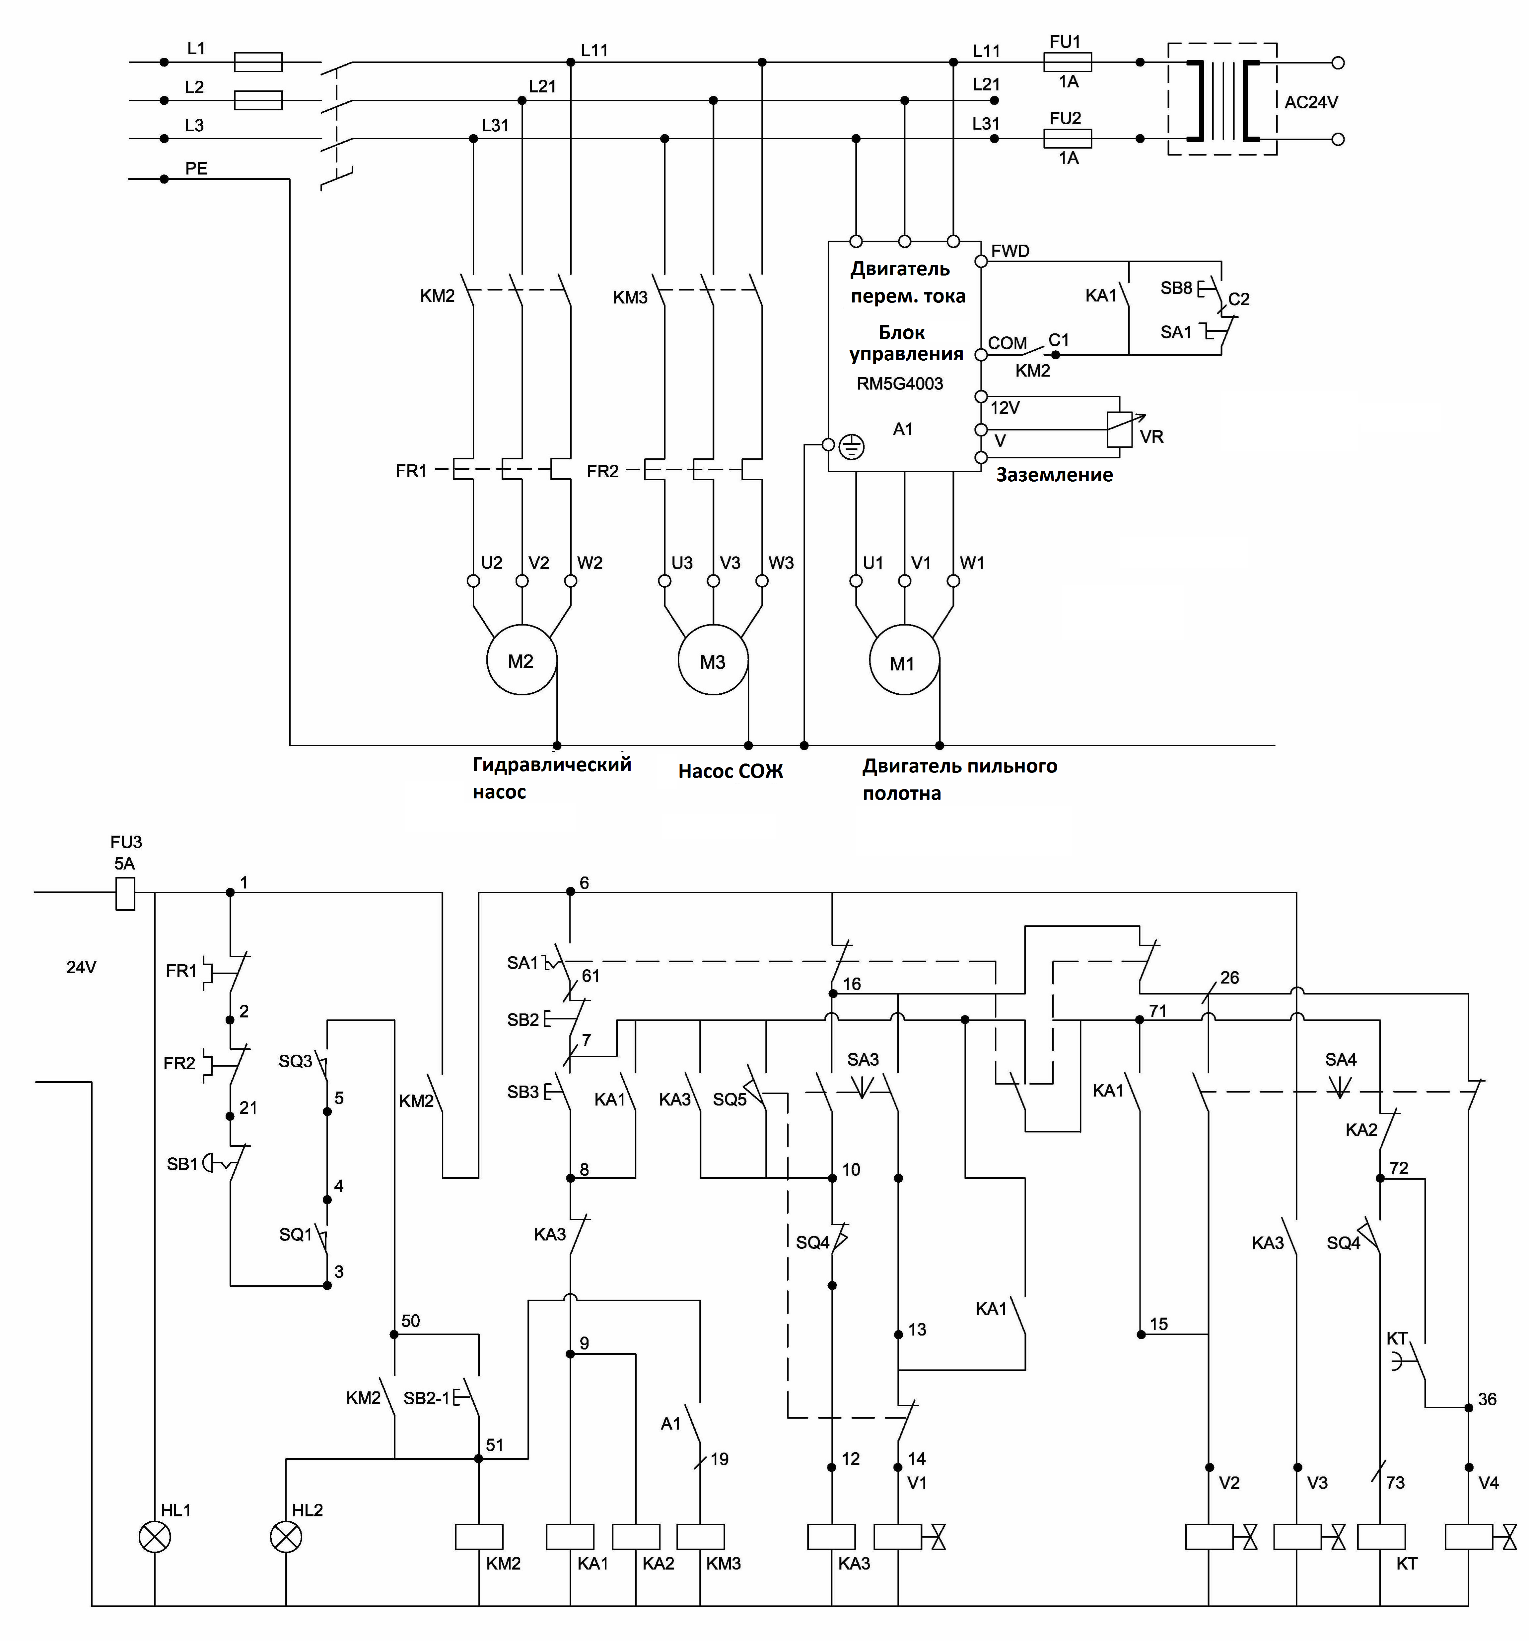 L1
L11
L11
FU1
1A
L2
L21
L21
AC24V
L3
L31
L31
FU2
1A
PE
KM2
KM3
Двигатель
перем. тока
Блок
управления
RM5G4003
A1
FWD
KA1
SB8
C2
SA1
COM
C1
KM2
12V
V
VR
Заземление
FR1
FR2
U2
V2
W2
U3
V3
W3
U1
V1
W1
M2
M3
M1
Гидравлический
насос
Насос СОЖ
Двигатель пильного
полотна
FU3
5A
24V
1
6
FR1
SA1
61
16
26
2
SB2
7
71
FR2
SQ3
SB3
KA1
KA3
SQ5
SA3
KA1
SA4
21
5
KM2
KA2
SB1
4
8
10
72
SQ1
KA3
SQ4
KA3
SQ4
3
50
9
13
KA1
15
KT
KM2
SB2-1
A1
36
51
19
12
14
V1
V2
V3
73
V4
HL1
HL2
KM2
KA1
KA2
KM3
KA3
KT